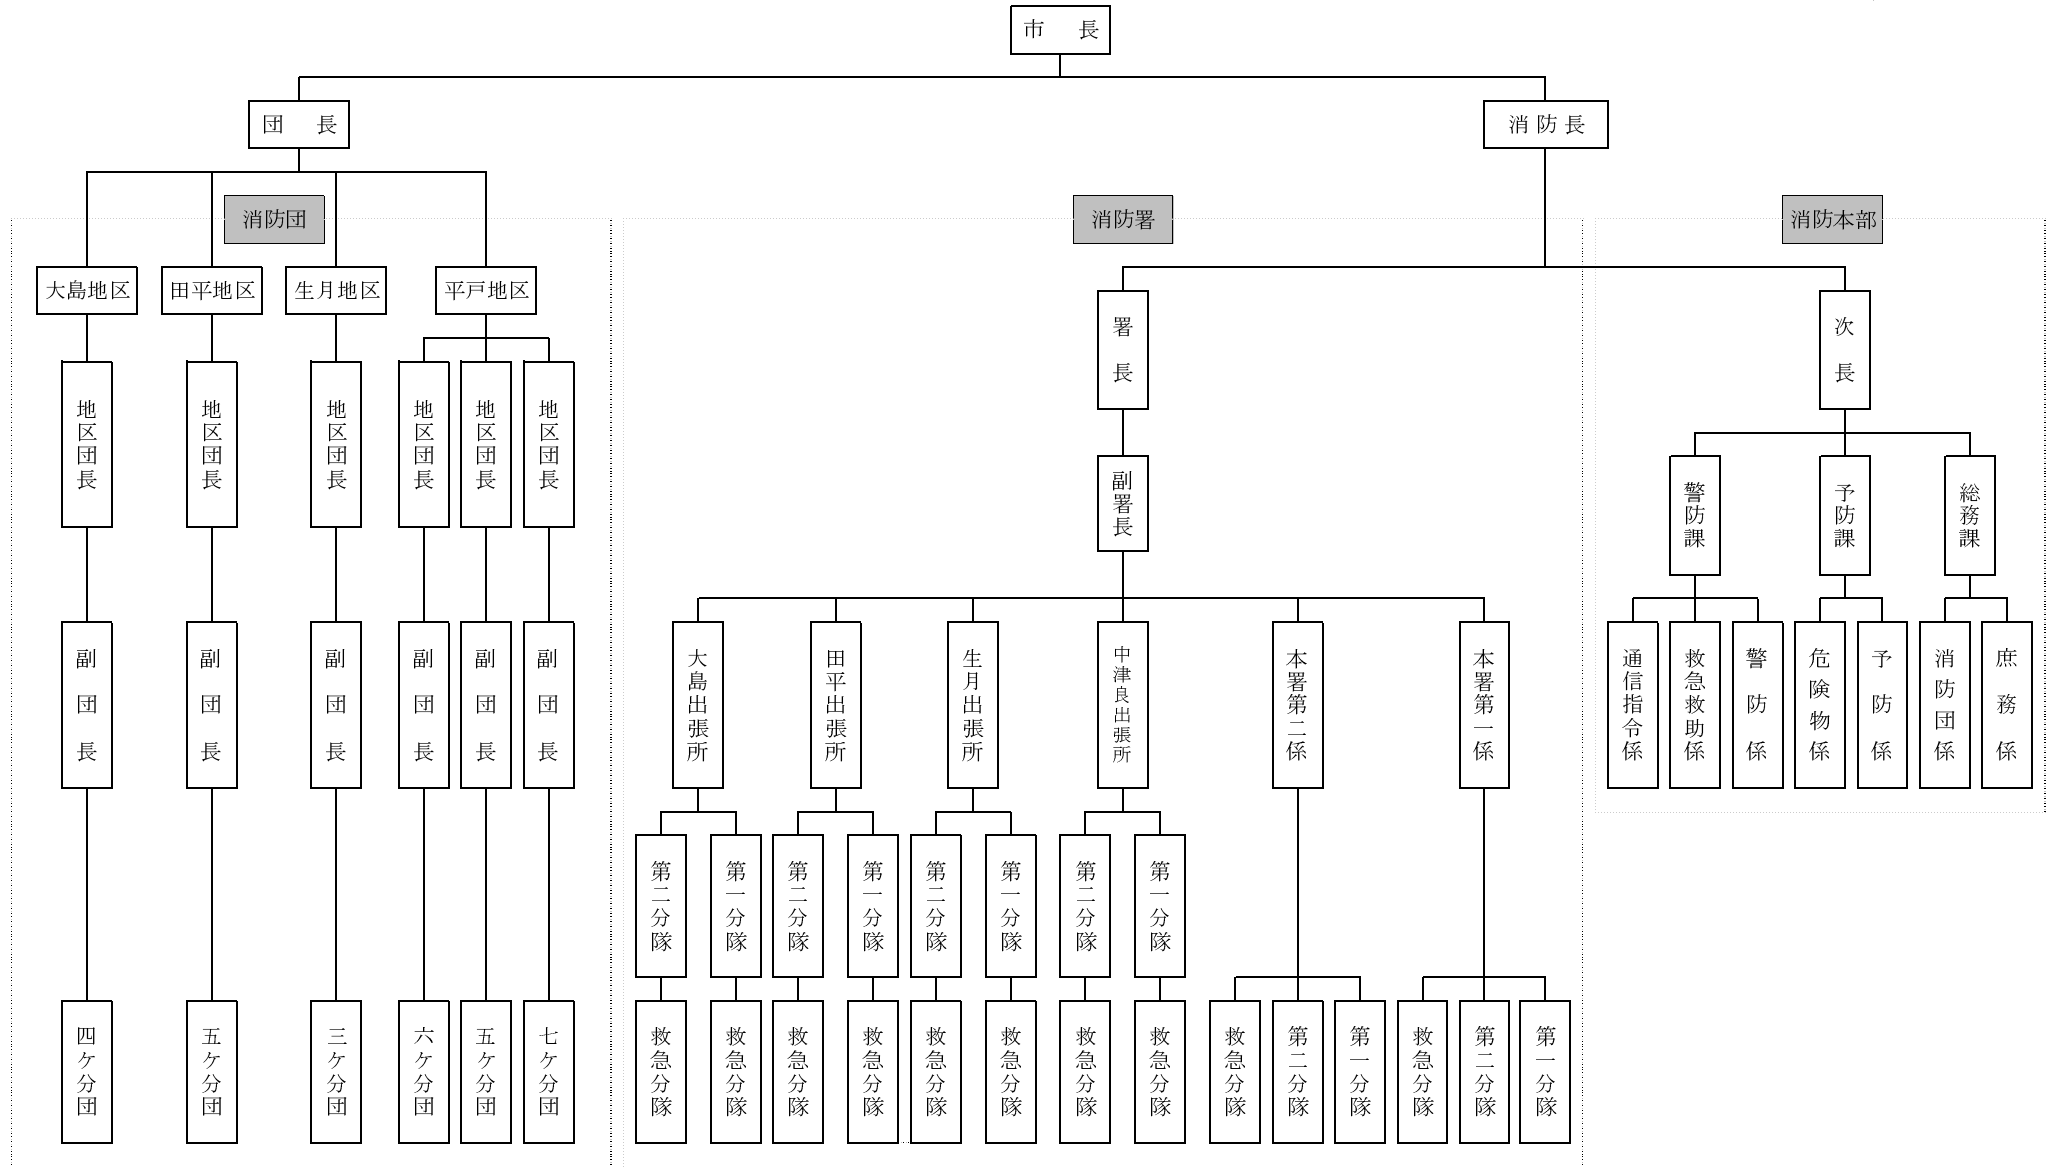 市　長
団　長
消防長
消防団
消防署
消防本部
大島地区
田平地区
生月地区
平戸地区
署長
次長
地区団長
地区団長
地区団長
地区団長
地区団長
地区団長
副署長
警防課
予防課
総務課
副団長
副団長
副団長
副団長
副団長
副団長
大島出張所
田平出張所
生月出張所
中津良出張所
本署第二係
本署第一係
通信指令係
救急救助係
警防係
危険物係
予防係
消防団係
庶務係
第二分隊
第一分隊
第二分隊
第一分隊
第二分隊
第一分隊
第二分隊
第一分隊
四ケ分団
五ケ分団
三ケ分団
六ケ分団
五ケ分団
七ケ分団
救急分隊
救急分隊
救急分隊
救急分隊
救急分隊
救急分隊
救急分隊
救急分隊
救急分隊
第二分隊
第一分隊
救急分隊
第二分隊
第一分隊